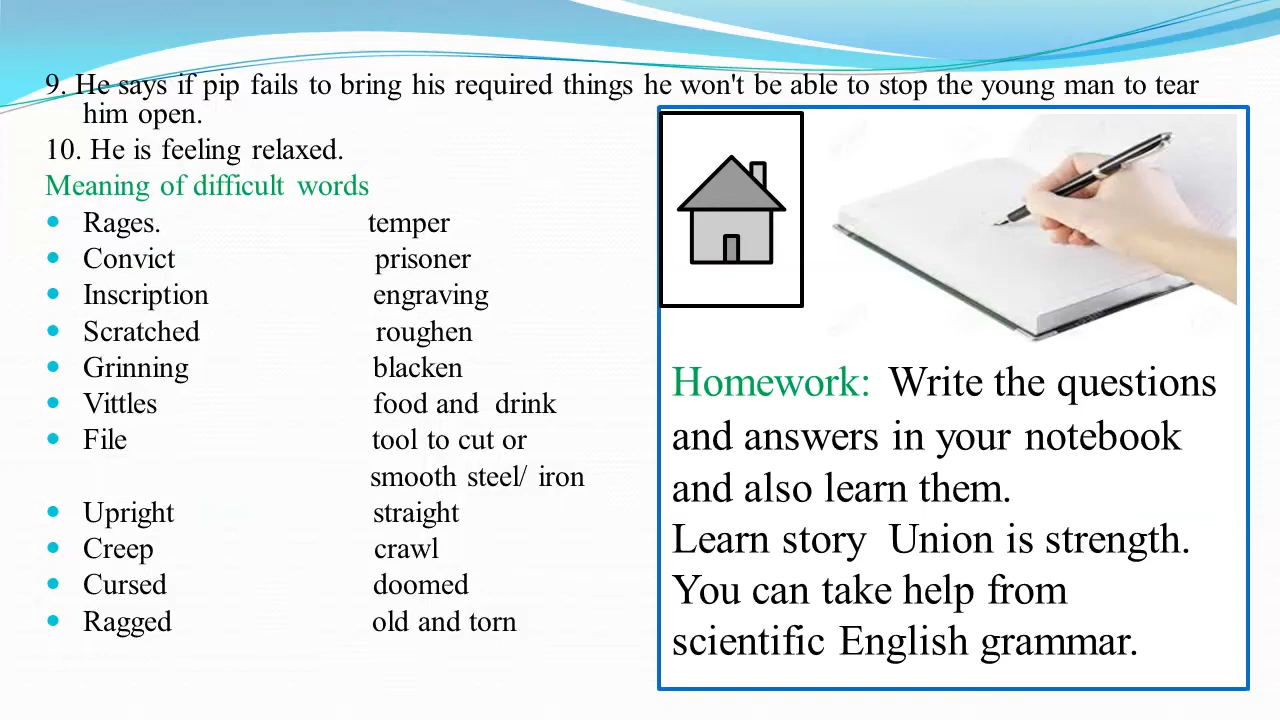 9. He says if pip fails to bring his required things he won't be able to stop the young man to tear
him open.
10. He is feeling relaxed.
Meaning of difficult words
Rages. temper
Convict prisoner
Inscription engraving
Scratched roughen
Grinning blacken
Vittles food and drink
File tool to cut or
smooth steel/ iron
Upright straight
Creep crawl
Cursed doomed
Ragged old and torn
Homework: Write the questions
and answers in your notebook
and also learn them.
Learn story Union is strength.
You can take help from
scientific English grammar.